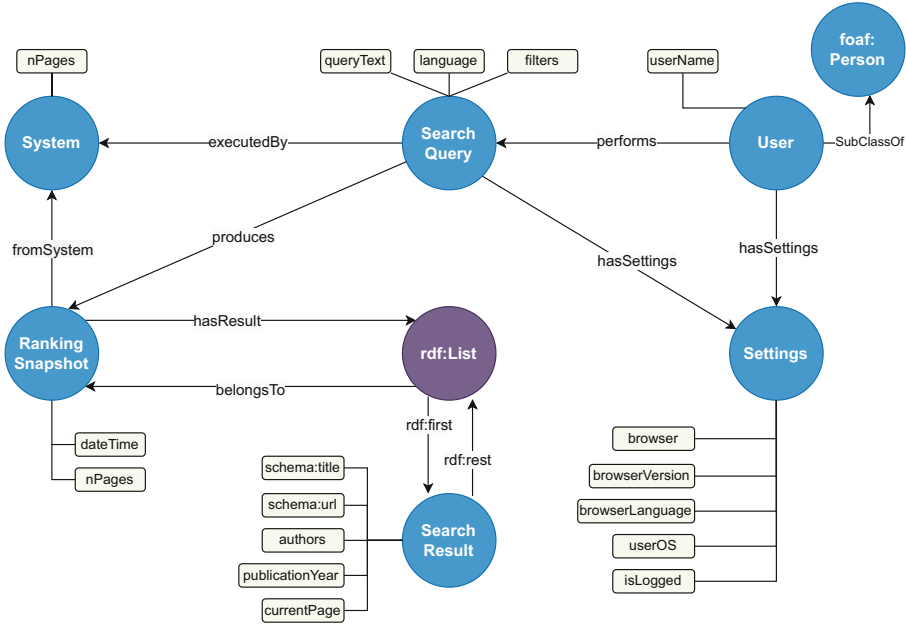 foaf:
Person
nPages
queryText
language
filters
userName
System
executedBy
Search
Query
performs
User
SubClassOf
fromSystem
produces
hasSettings
hasSettings
Ranking
Snapshot
hasResult
rdf:List
Settings
belongsTo
rdf:first
rdf:rest
dateTime
nPages
schema:title
schema:url
authors
publicationYear
currentPage
Search
Result
browser
browserVersion
browserLanguage
userOS
isLogged